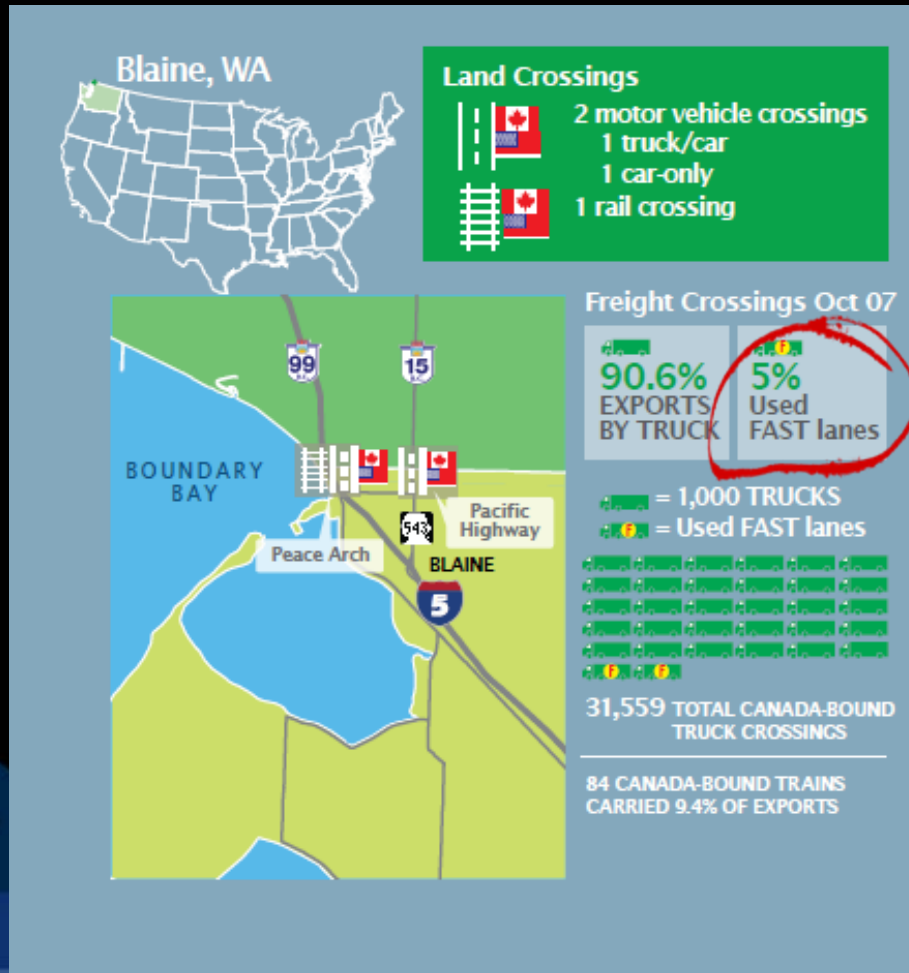 Blaine, WA
Land Crossings
2 motor vehicle crossings
1 truck/car
1 car-only
1 rail crossing
Freight Crossings Oct 07
90.6%
EXPORTS
BY TRUCK
F
5%
Used
FAST lanes
99
15
BOUNDARY
BAY
Peace Arch
Pacific
Highway
543
BLAINE
5
= 1,000 TRUCKS
F = Used FAST lanes
F F
31,559 TOTAL CANADA-BOUND
TRUCK CROSSINGS
84 CANADA-BOUND TRAINS
CARRIED 9.4% OF EXPORTS